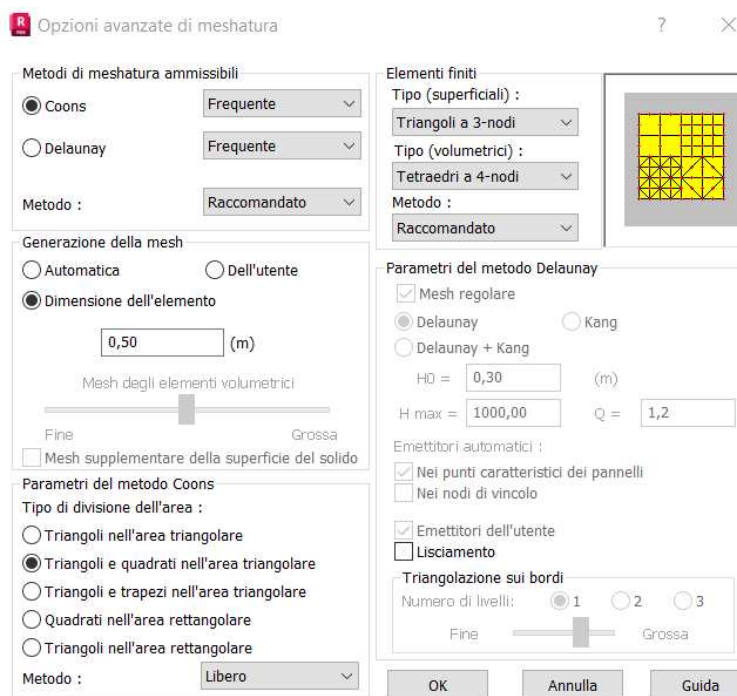 Opzioni avanzate di meshatura
?
Metodi di meshatura ammissibili
Coons
Frequente
Delaunay
Frequente
Metodo :
Raccomandato
Generazione della mesh
Automatica
Dell'utente
Dimensione dell'elemento
0,50
(m)
Mesh degli elementi volumetrici
Fine
Grossa
Mesh supplementare della superficie del solido
Parametri del metodo Coons
Tipo di divisione dell'area :
Triangoli nell'area triangolare
Triangoli e quadrati nell'area triangolare
Triangoli e trapezi nell'area triangolare
Quadrati nell'area rettangolare
Triangoli nell'area rettangolare
Metodo :
Libero
Elementi finiti
Tipo (superficiali) :
Triangoli a 3-nodi
Tipo (volumetrici) :
Tetraedri a 4-nodi
Metodo :
Raccomandato
Parametri del metodo Delaunay
Mesh regolare
Delaunay
Kang
Delaunay + Kang
H0 =
0,30
(m)
H max =
1000,00
Q =
1,2
Emettitori automatici :
Nei punti caratteristici dei pannelli
Nei nodi di vincolo
Emettitori dell'utente
Lisciamento
Triangolazione sui bordi
Numero di livelli:
1
2
3
Fine
Grossa
OK
Annulla
Guida